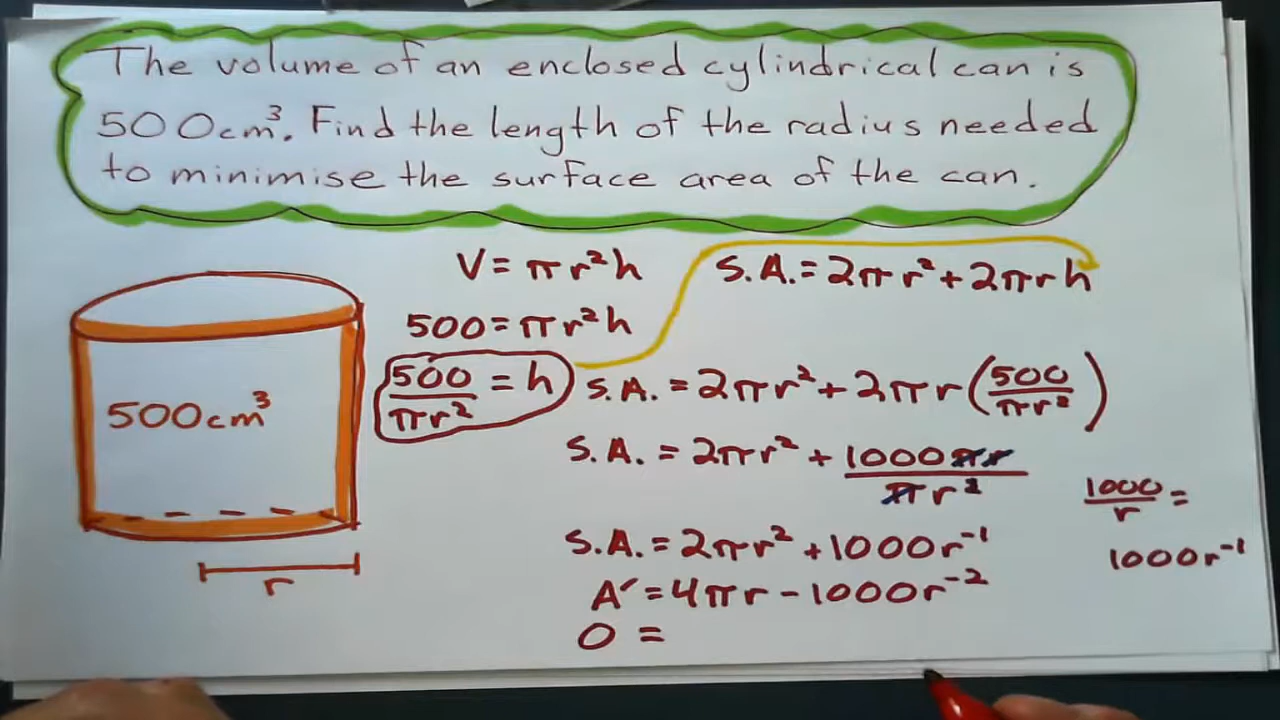 The volume of an enclosed cylindrical can is
500cm³. Find the length of the radius needed
to minimise the surface area of the can.
V = πr²h
S.A. = 2πr² + 2πrh
500 = πr²h
500/πr² = h
S.A. = 2πr² + 2πr(500/πr²)
500cm³
S.A. = 2πr² + 1000πr/πr²
1000/r =
1000r⁻¹
S.A. = 2πr² + 1000r⁻¹
A′ = 4πr - 1000r⁻²
r
0 =